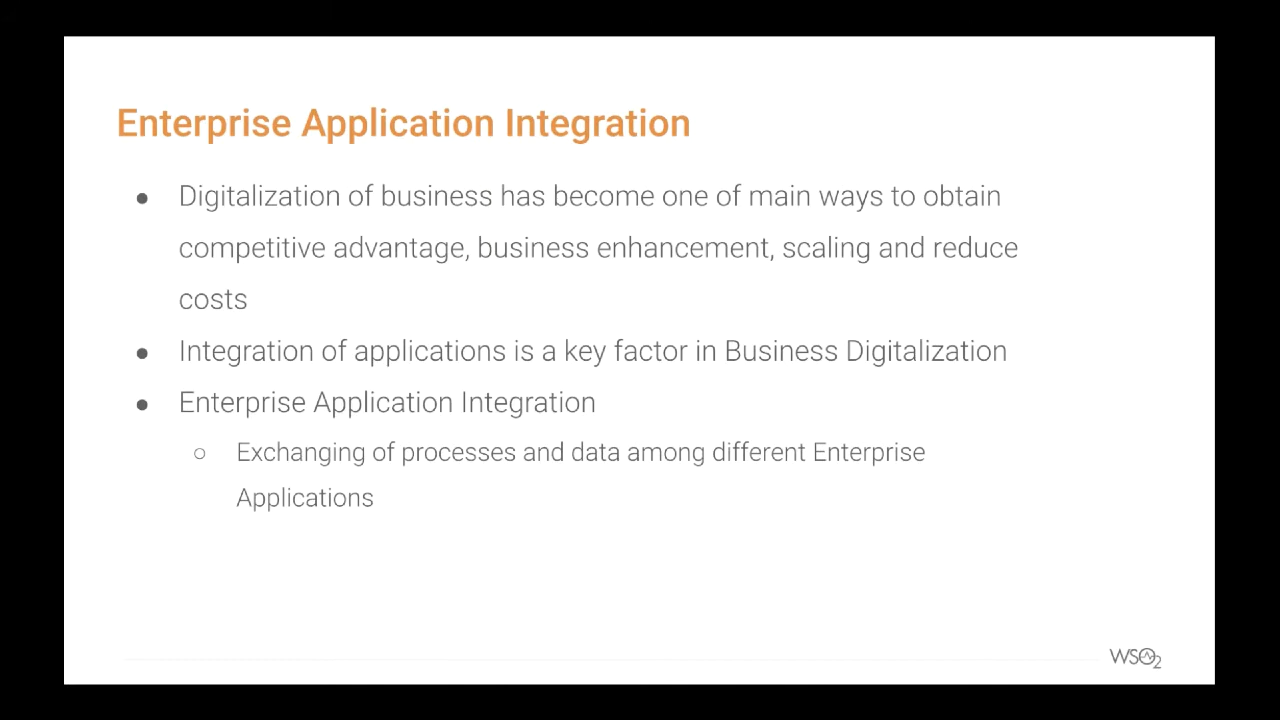 Enterprise Application Integration
● Digitalization of business has become one of main ways to obtain
competitive advantage, business enhancement, scaling and reduce
costs
● Integration of applications is a key factor in Business Digitalization
● Enterprise Application Integration
○ Exchanging of processes and data among different Enterprise
Applications
WSO2